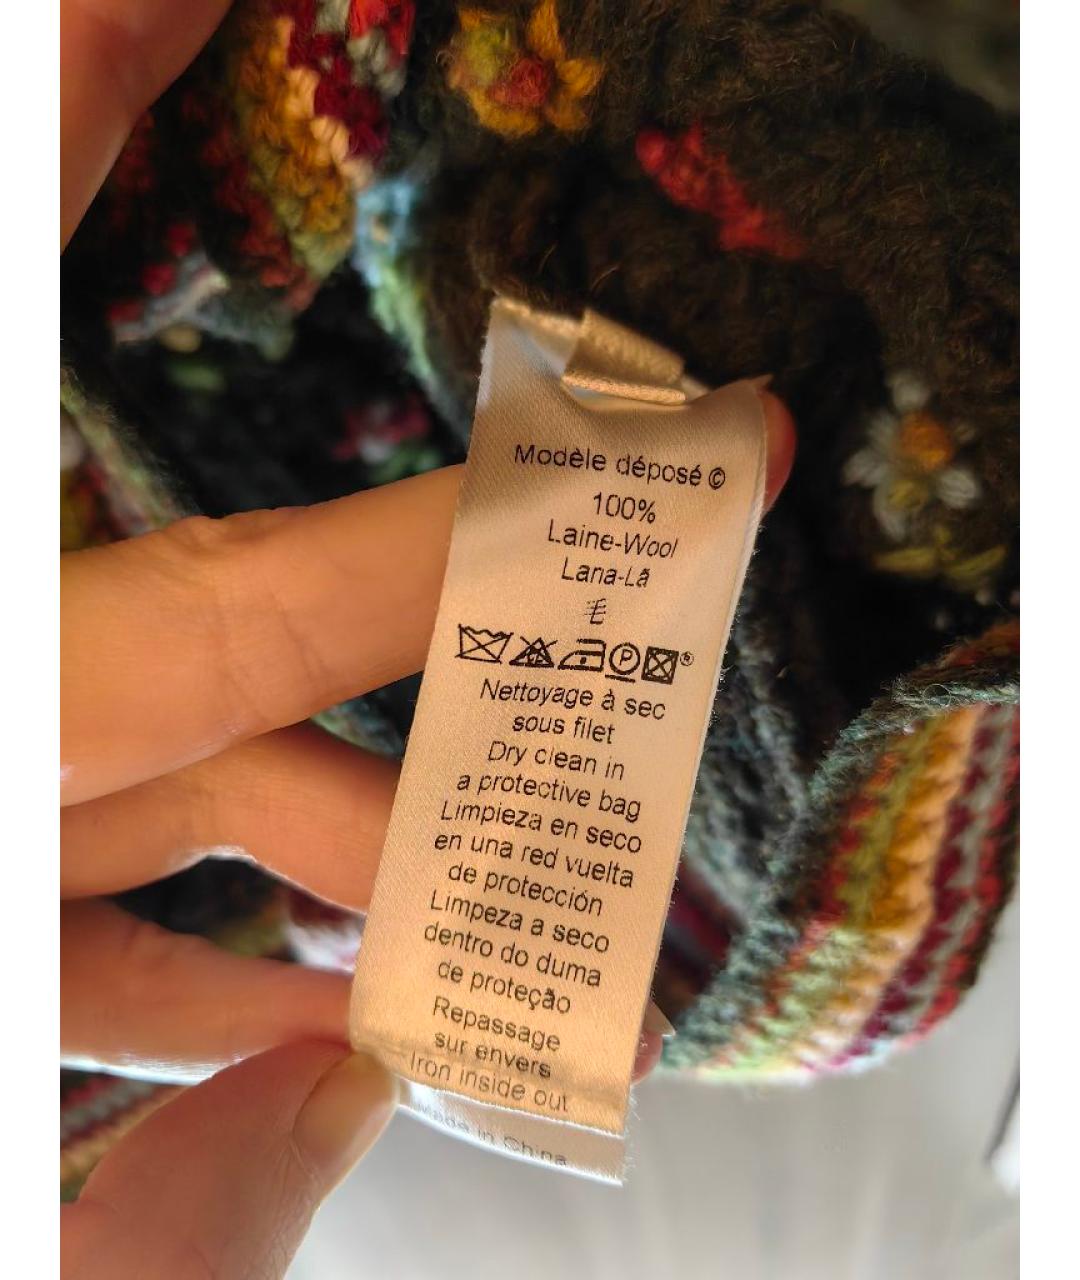 Modèle déposé ©
100%
Laine-Wool
Lana-Lã
Nettoyage à sec
sous filet
Dry clean in
a protective bag
Limpieza en seco
en una red vuelta
de protección
Limpeza a seco
dentro do duma
de proteção
Repassage
sur envers
Iron inside out
Made in China